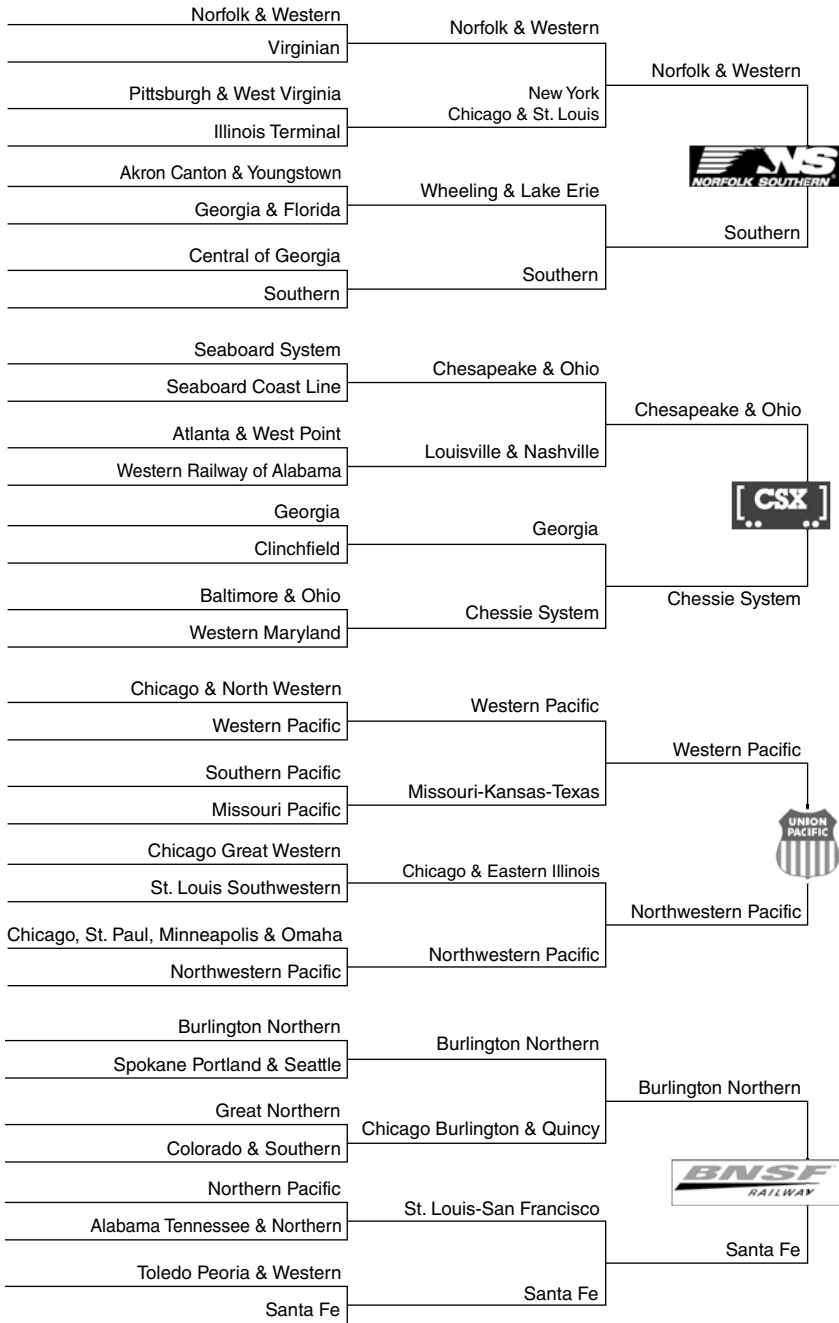 Norfolk & Western
Virginian
Pittsburgh & West Virginia
Illinois Terminal
Akron Canton & Youngstown
Georgia & Florida
Central of Georgia
Southern
Norfolk & Western
New York
Chicago & St. Louis
Wheeling & Lake Erie
Southern
Norfolk & Western
Southern
NS
NORFOLK SOUTHERN
Seaboard System
Seaboard Coast Line
Atlanta & West Point
Western Railway of Alabama
Georgia
Clinchfield
Baltimore & Ohio
Western Maryland
Chesapeake & Ohio
Louisville & Nashville
Georgia
Chessie System
Chesapeake & Ohio
Chessie System
CSX
Chicago & North Western
Western Pacific
Southern Pacific
Missouri Pacific
Chicago Great Western
St. Louis Southwestern
Chicago, St. Paul, Minneapolis & Omaha
Northwestern Pacific
Western Pacific
Missouri-Kansas-Texas
Chicago & Eastern Illinois
Northwestern Pacific
Western Pacific
Northwestern Pacific
UNION
PACIFIC
Burlington Northern
Spokane Portland & Seattle
Great Northern
Colorado & Southern
Northern Pacific
Alabama Tennessee & Northern
Toledo Peoria & Western
Santa Fe
Burlington Northern
Chicago Burlington & Quincy
St. Louis-San Francisco
Santa Fe
Burlington Northern
Santa Fe
BNSF
RAILWAY